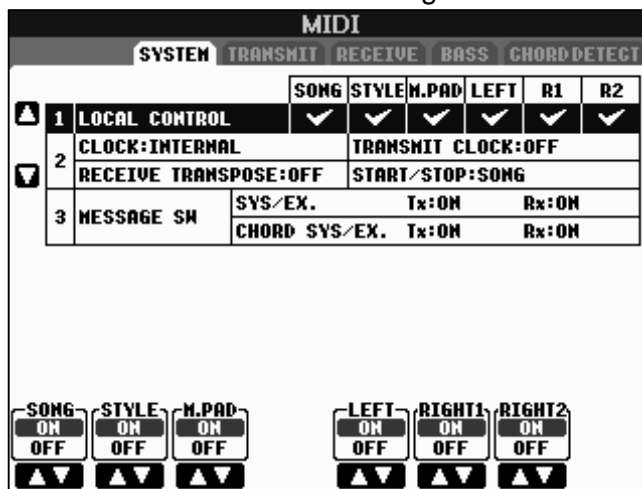 MIDI
SYSTEM TRANSMIT RECEIVE BASS CHORD DETECT
SONG STYLE M.PAD LEFT R1 R2
1 LOCAL CONTROL
2 CLOCK:INTERNAL TRANSMIT CLOCK:OFF
RECEIVE TRANSPOSE:OFF START/STOP:SONG
3 MESSAGE SW SYS/EX. Tx:ON Rx:ON
CHORD SYS/EX. Tx:ON Rx:ON
SONG STYLE M.PAD LEFT RIGHT1 RIGHT2
ON ON ON ON ON ON
OFF OFF OFF OFF OFF OFF